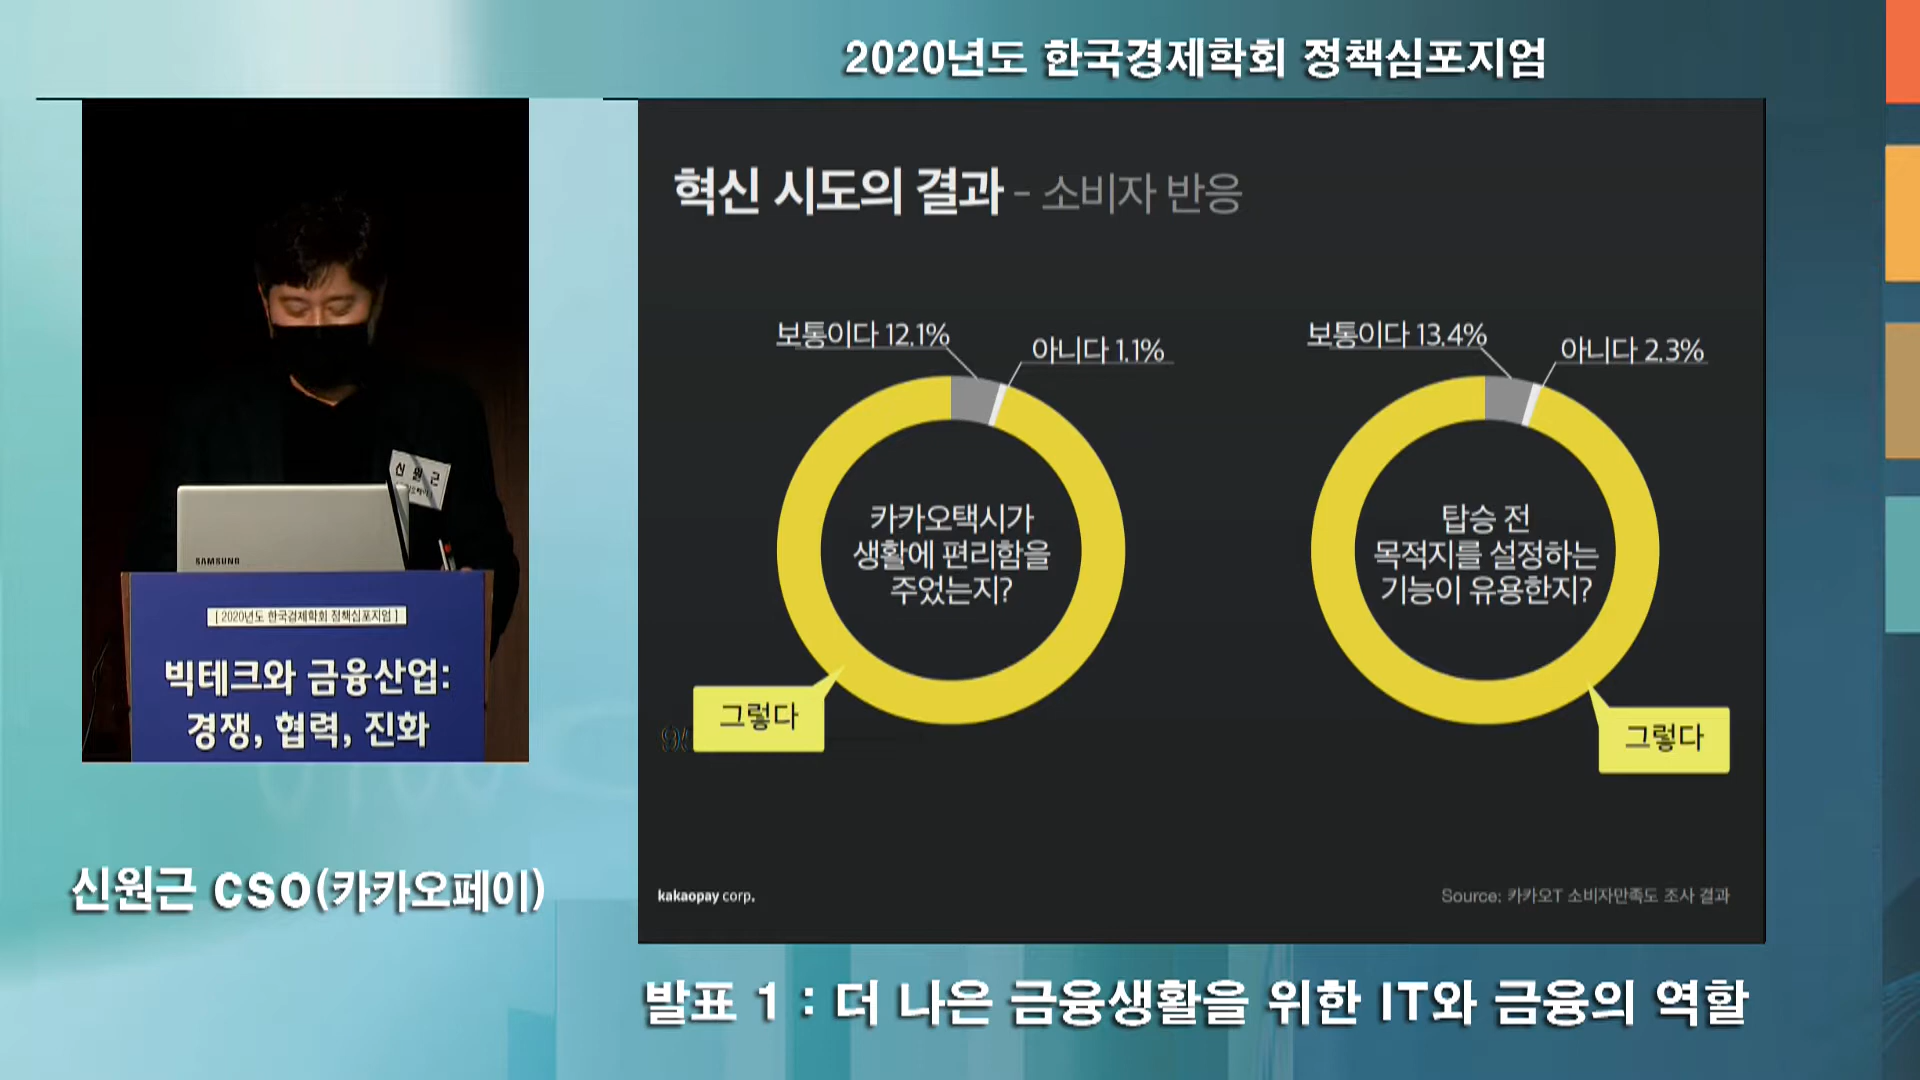 2020년도 한국경제학회 정책심포지엄
혁신 시도의 결과 - 소비자 반응
보통이다 12.1%
아니다 1.1%
카카오택시가
생활에 편리함을
주었는지?
그렇다
보통이다 13.4%
아니다 2.3%
탑승 전
목적지를 설정하는
기능이 유용한지?
그렇다
kakaopay corp.
Source: 카카오T 소비자만족도 조사 결과
신원근
SAMSUNG
[ 2020년도 한국경제학회 정책심포지엄 ]
빅테크와 금융산업:
경쟁, 협력, 진화
신원근 CSO(카카오페이)
발표 1 : 더 나은 금융생활을 위한 IT와 금융의 역할